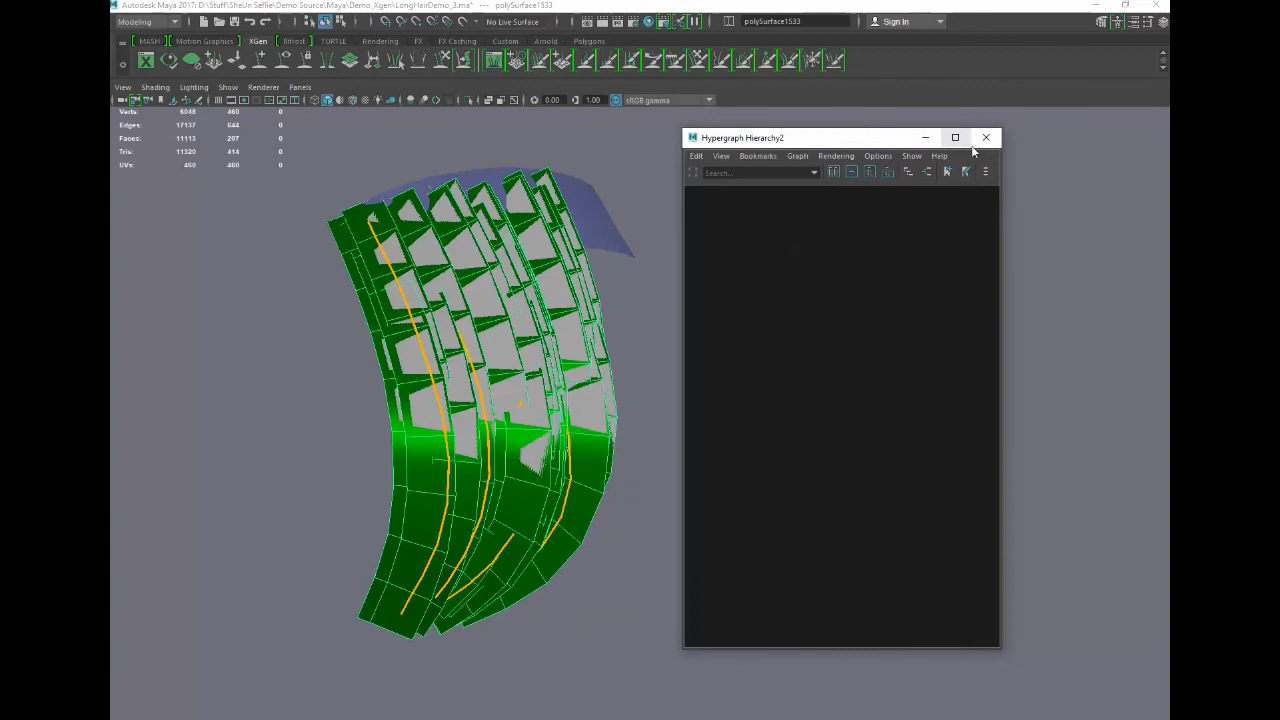 Autodesk Maya 2017: D:\Stuff\SheUn Seflie\Demo Source\Maya\Demo_Xgen\LongHairDemo_3.ma* --- polySurface1533
Modeling No Live Surface polySurface1533 Sign In
MASH Motion Graphics XGen Bifrost TURTLE Rendering FX FX Caching Custom Arnold Polygons
View Shading Lighting Show Renderer Panels
0.00 1.00 sRGB gamma
Verts: 6048 460 0
Edges: 17137 644 0
Faces: 11113 207 0
Tris: 11320 414 0
UVs: 460 460 0
Hypergraph Hierarchy2
Edit View Bookmarks Graph Rendering Options Show Help
Search...